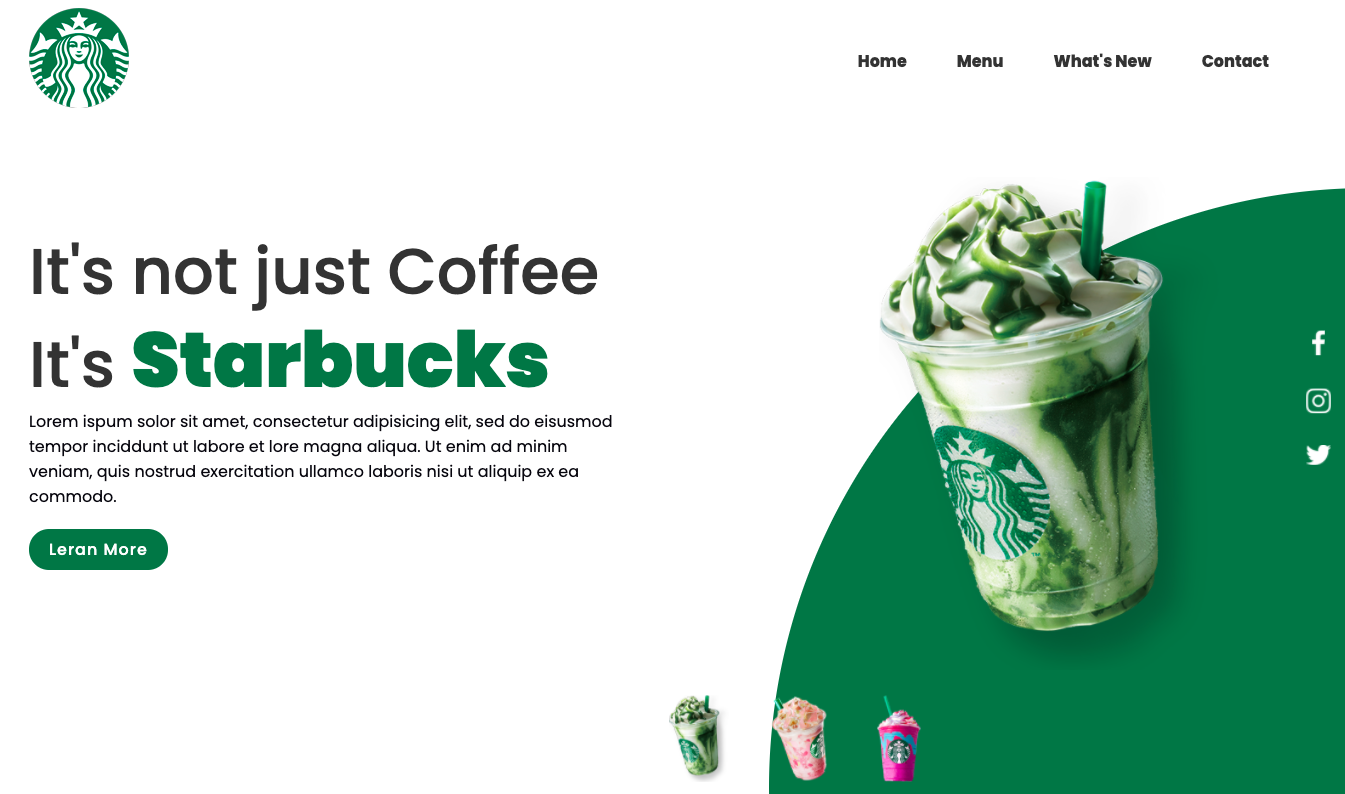 Home Menu What's New Contact
It's not just Coffee
It's Starbucks
Lorem ispum solor sit amet, consectetur adipisicing elit, sed do eisusmod
tempor inciddunt ut labore et lore magna aliqua. Ut enim ad minim
veniam, quis nostrud exercitation ullamco laboris nisi ut aliquip ex ea
commodo.
Leran More
TM